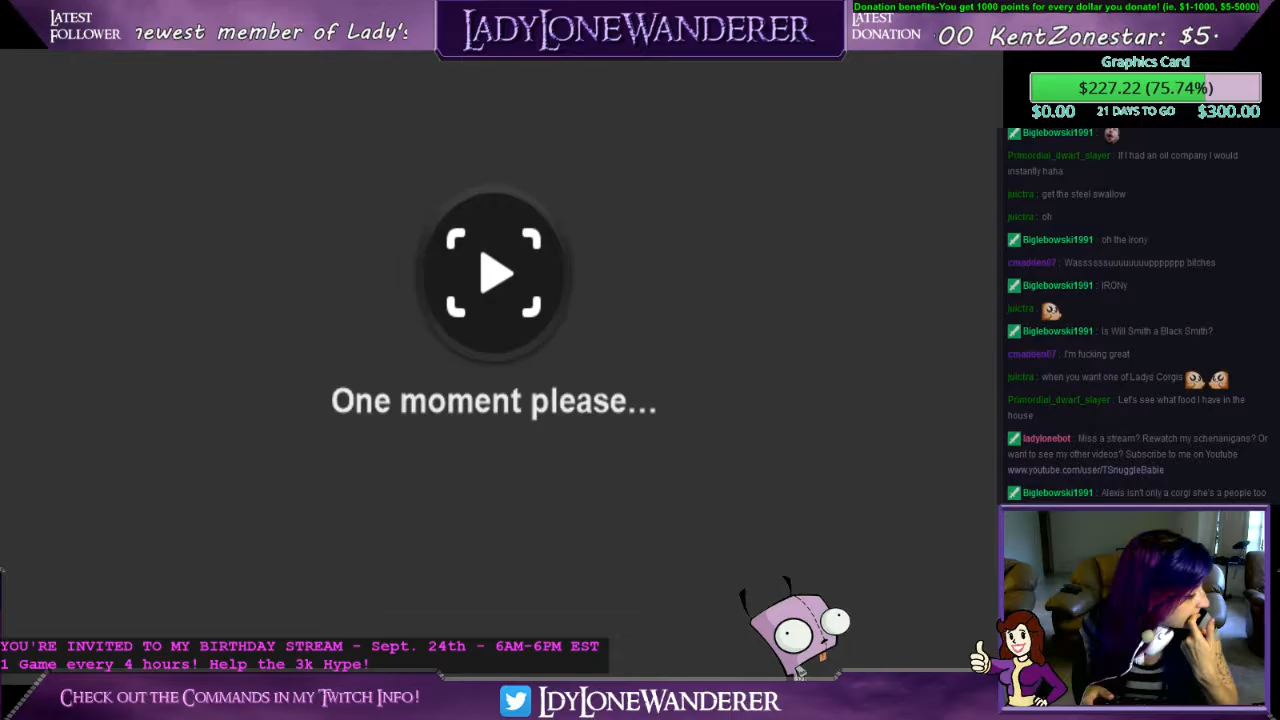 LATEST
FOLLOWER
newest member of Lady's
LADYLONEWANDERER
Donation benefits-You get 1000 points for every dollar you donate! (ie. $1-1000, $5-5000)
LATEST
DONATION
OO KentZonestar: $5.
Graphics Card
$227.22 (75.74%)
$0.00 21 DAYS TO GO $300.00
Biglebowski1991 :
Primordial_dwarf_slayer : If I had an oil company I would
instantly haha
juictra : get the steel swallow
juictra : oh
Biglebowski1991 : oh the irony
cmadden07 : Wassssssuuuuuuuupppppp bitches
Biglebowski1991 : IRONy
juictra :
Biglebowski1991 : Is Will Smith a Black Smith?
cmadden07 : I'm fucking great
juictra : when you want one of Ladys Corgis
Primordial_dwarf_slayer : Let's see what food I have in the
house
ladylonebot : Miss a stream? Rewatch my schenanigans? Or
want to see my other videos? Subscribe to me on Youtube
www.youtube.com/user/TSnuggleBabie
Biglebowski1991 : Alexis isn't only a corgi she's a people too
One moment please...
YOU'RE INVITED TO MY BIRTHDAY STREAM - Sept. 24th - 6AM-6PM EST
1 Game every 4 hours! Help the 3k Hype!
CHECK OUT THE COMMANDS IN MY TWITCH INFO!
LDYLONEWANDERER